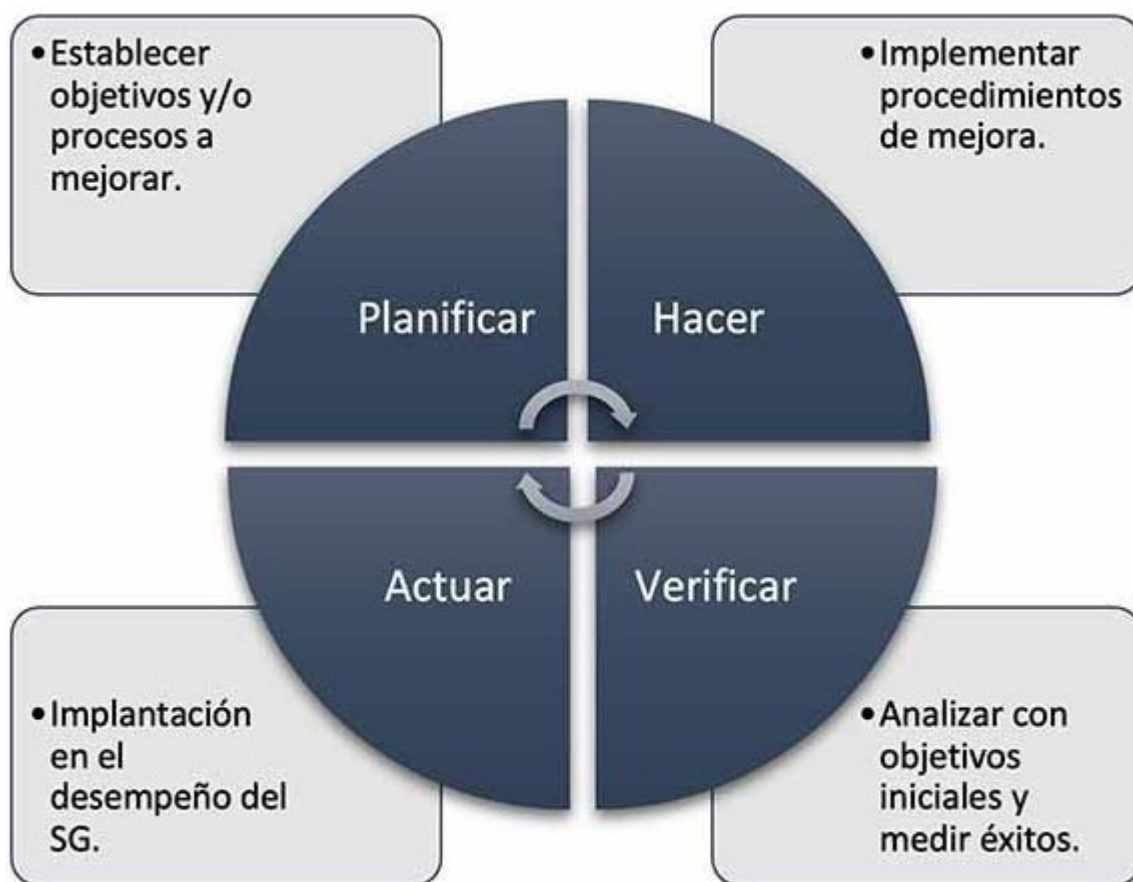 •Establecer
objetivos y/o
procesos a
mejorar.
•Implementar
procedimientos
de mejora.
Planificar
Hacer
Actuar
Verificar
•Implantación
en el
desempeño del
SG.
•Analizar con
objetivos
iniciales y
medir éxitos.